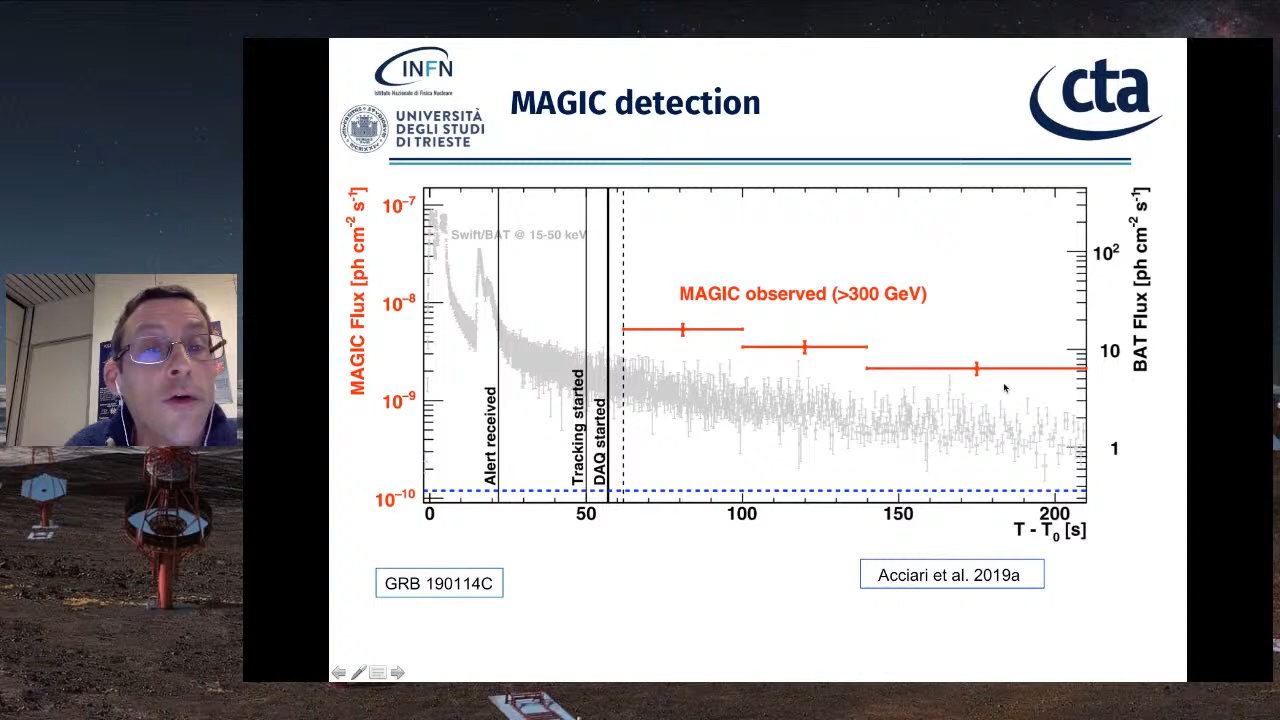 INFN
Istituto Nazionale di Fisica Nucleare
UNIVERSITÀ
DEGLI STUDI
DI TRIESTE
MAGIC detection
cta
MAGIC Flux [ph cm-2 s-1]
10-7
10-8
10-9
10-10
Swift/BAT @ 15-50 keV
MAGIC observed (>300 GeV)
Alert received
Tracking started
DAQ started
10²
10
1
BAT Flux [ph cm-2 s-1]
0 50 100 150 200
T - T0 [s]
GRB 190114C
Acciari et al. 2019a